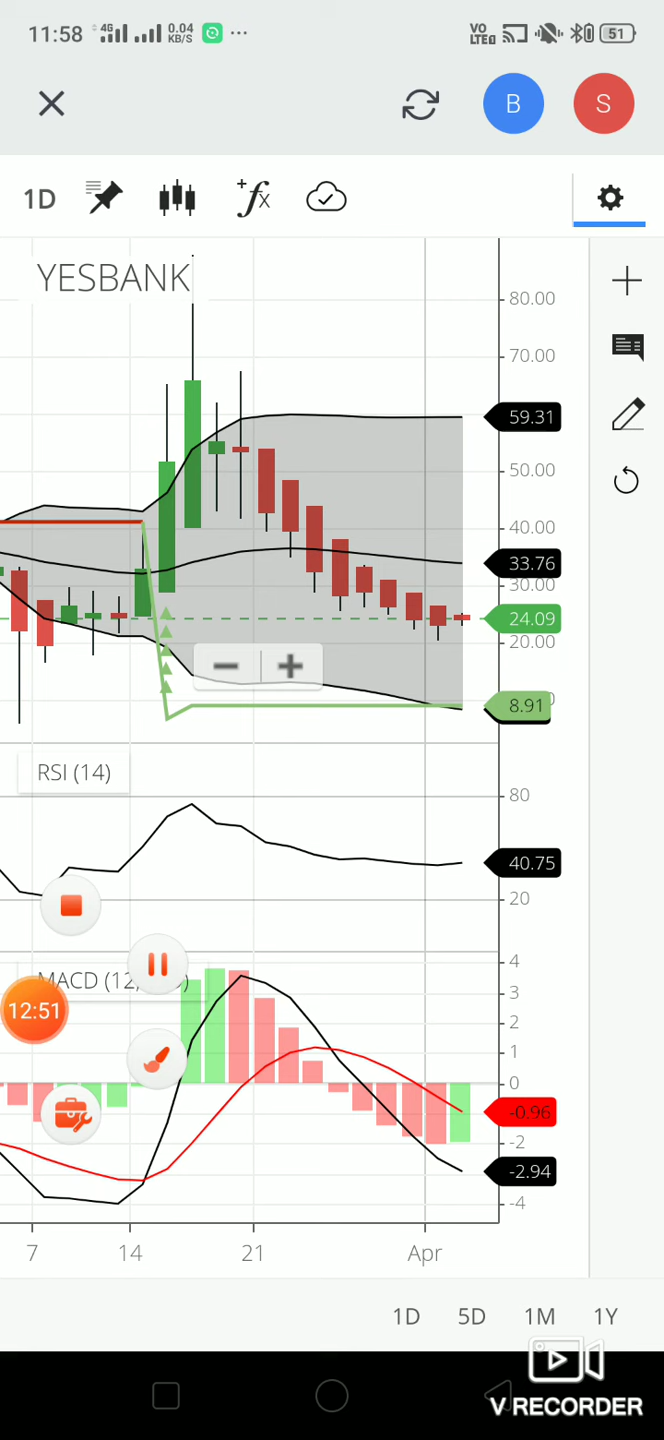 11:58 4G 0.04 KB/S ... VO LTE 51
B S
1D +fx
YESBANK
80.00
70.00
59.31
50.00
40.00
33.76
30.00
24.09
20.00
8.91
RSI (14)
80
40.75
20
MACD (12,
4
3
2
1
0
-0.96
-2
-2.94
-4
12:51
7 14 21 Apr
1D 5D 1M 1Y
V RECORDER